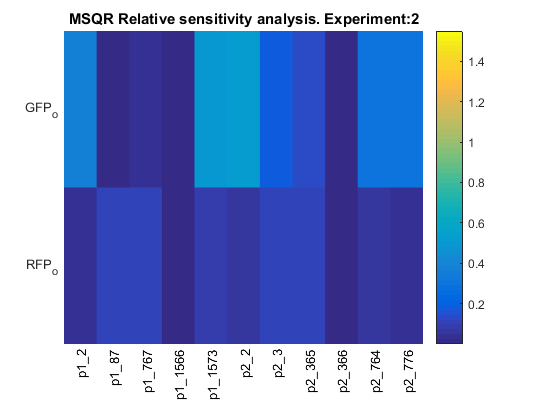 MSQR Relative sensitivity analysis. Experiment:2
GFPo
RFPo
1.4
1.2
1
0.8
0.6
0.4
0.2
p1_2
p1_87
p1_767
p1_1566
p1_1573
p2_2
p2_3
p2_365
p2_366
p2_764
p2_776